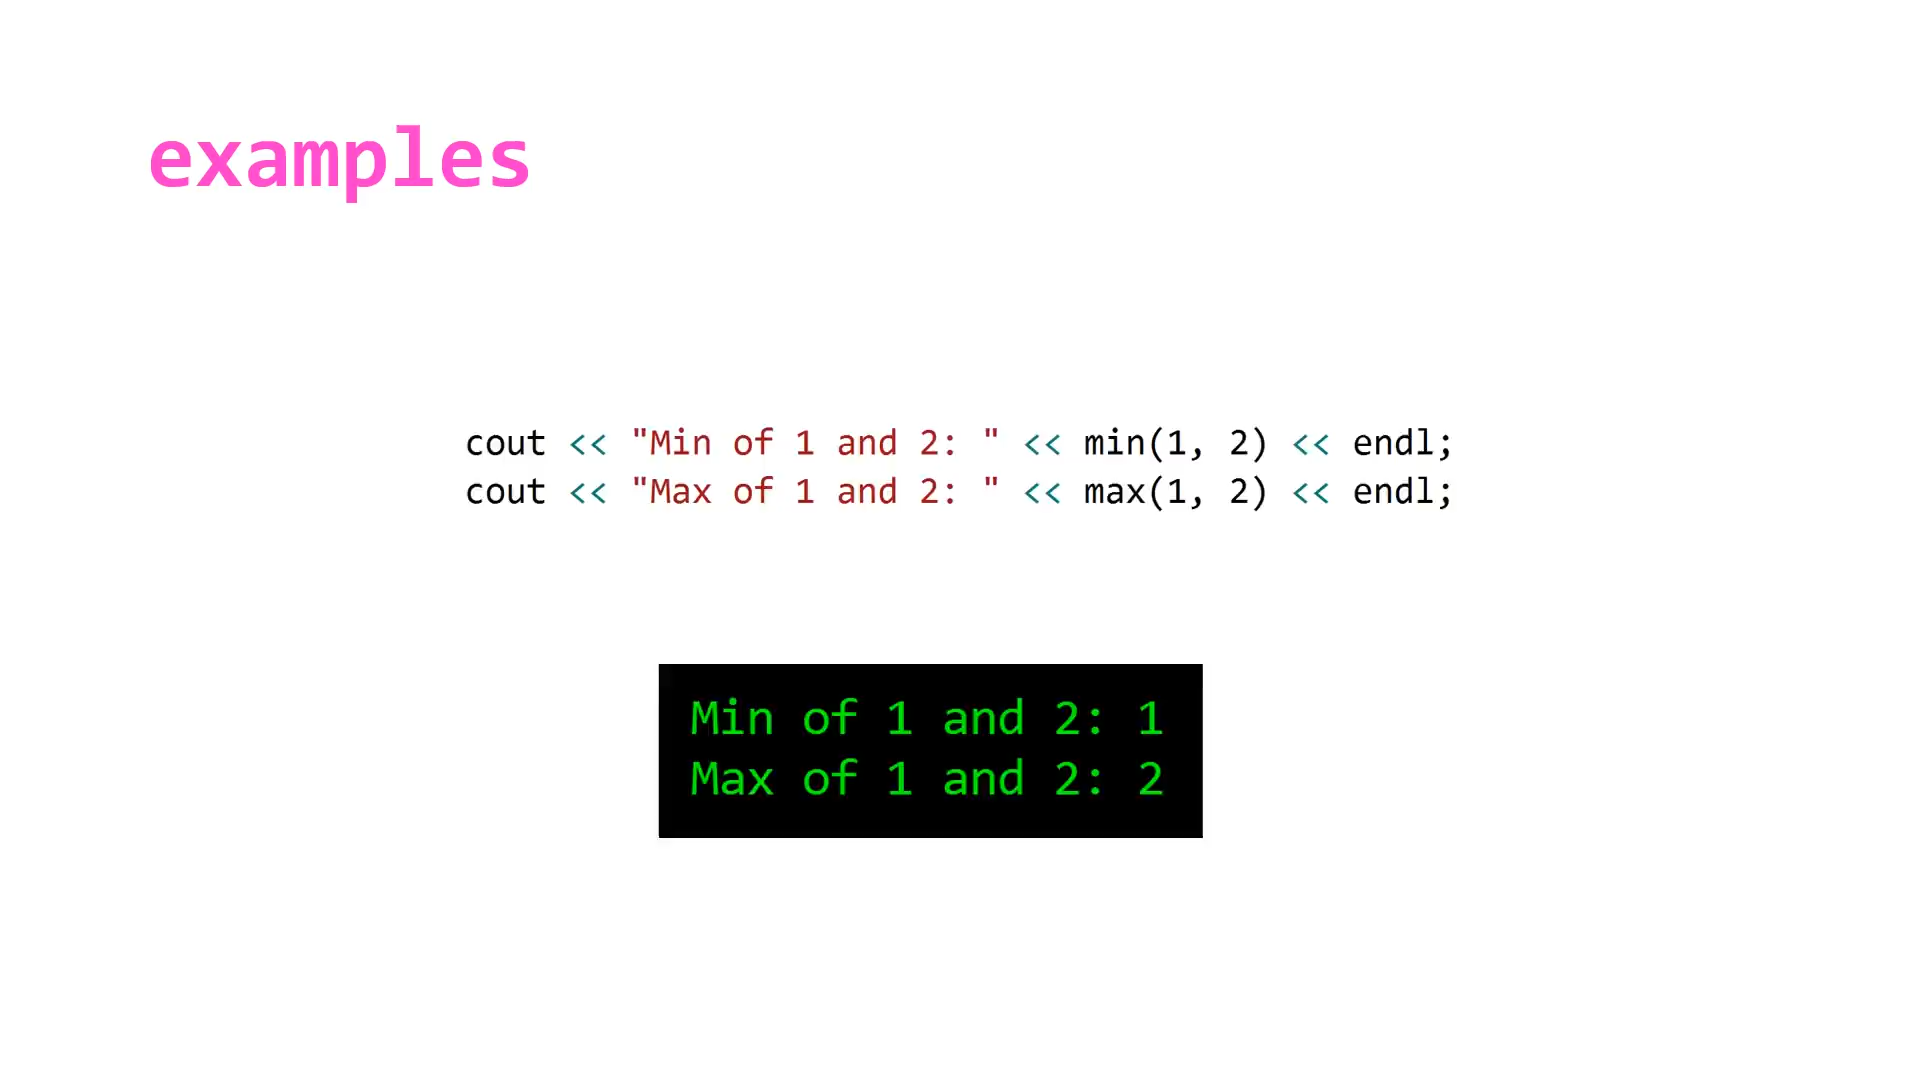 examples
cout << "Min of 1 and 2: " << min(1, 2) << endl;
cout << "Max of 1 and 2: " << max(1, 2) << endl;
Min of 1 and 2: 1
Max of 1 and 2: 2